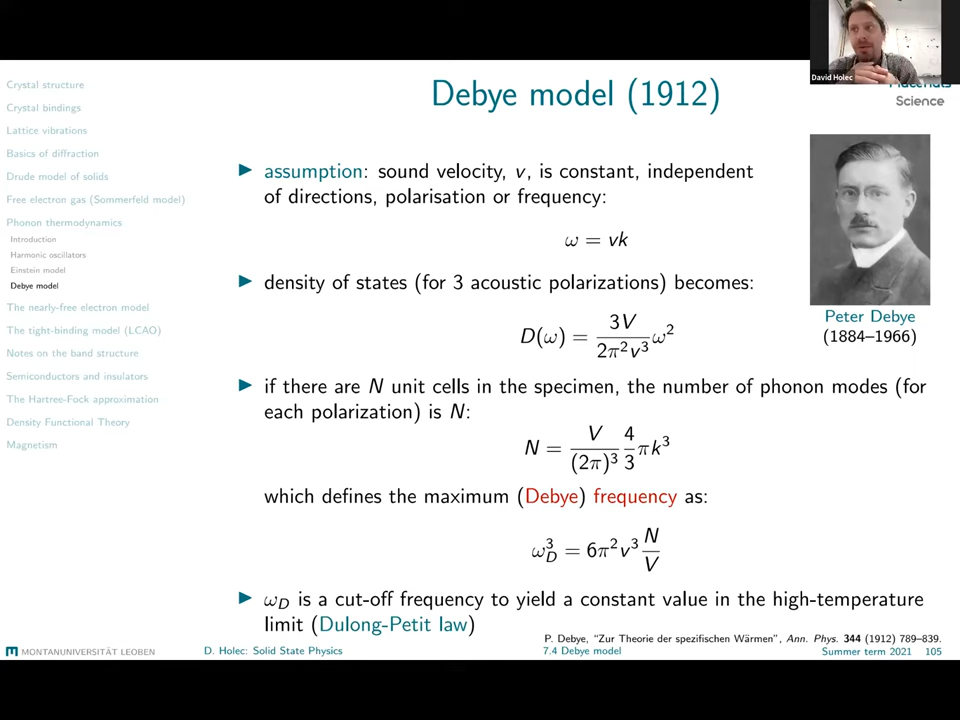 David Holec
Materials
Science
Crystal structure
Crystal bindings
Lattice vibrations
Basics of diffraction
Drude model of solids
Free electron gas (Sommerfeld model)
Phonon thermodynamics
Introduction
Harmonic oscillators
Einstein model
Debye model
The nearly-free electron model
The tight-binding model (LCAO)
Notes on the band structure
Semiconductors and insulators
The Hartree-Fock approximation
Density Functional Theory
Magnetism
Debye model (1912)
▶ assumption: sound velocity, v, is constant, independent
of directions, polarisation or frequency:
ω = vk
▶ density of states (for 3 acoustic polarizations) becomes:
D(ω) = 3V / 2π²v³ ω²
▶ if there are N unit cells in the specimen, the number of phonon modes (for
each polarization) is N:
N = V / (2π)³ 4/3 πk³
which defines the maximum (Debye) frequency as:
ω_D³ = 6π²v³ N/V
▶ ω_D is a cut-off frequency to yield a constant value in the high-temperature
limit (Dulong-Petit law)
Peter Debye
(1884–1966)
P. Debye, “Zur Theorie der spezifischen Wärmen”, Ann. Phys. 344 (1912) 789–839.
MONTANUNIVERSITÄT LEOBEN D. Holec: Solid State Physics 7.4 Debye model Summer term 2021 105